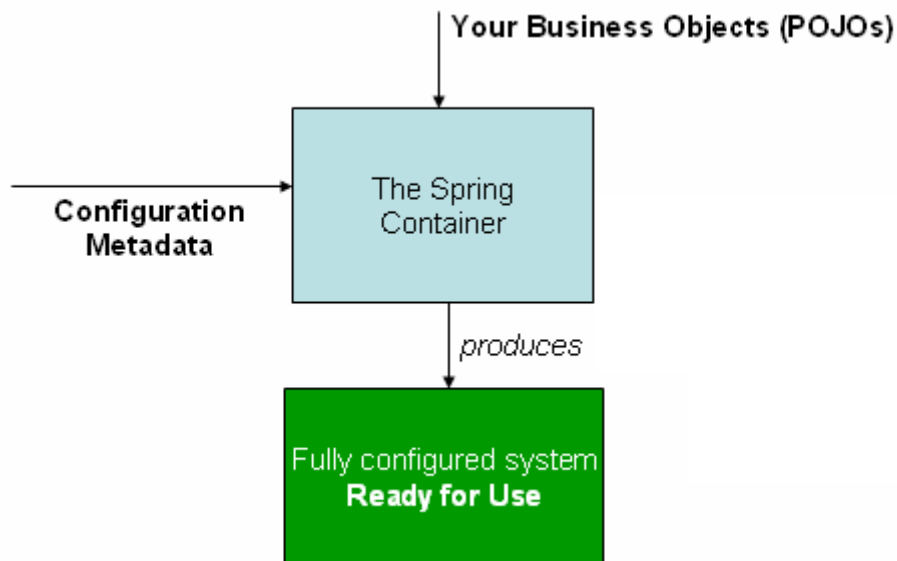 Your Business Objects (POJOs)
The Spring
Container
Configuration
Metadata
produces
Fully configured system
Ready for Use